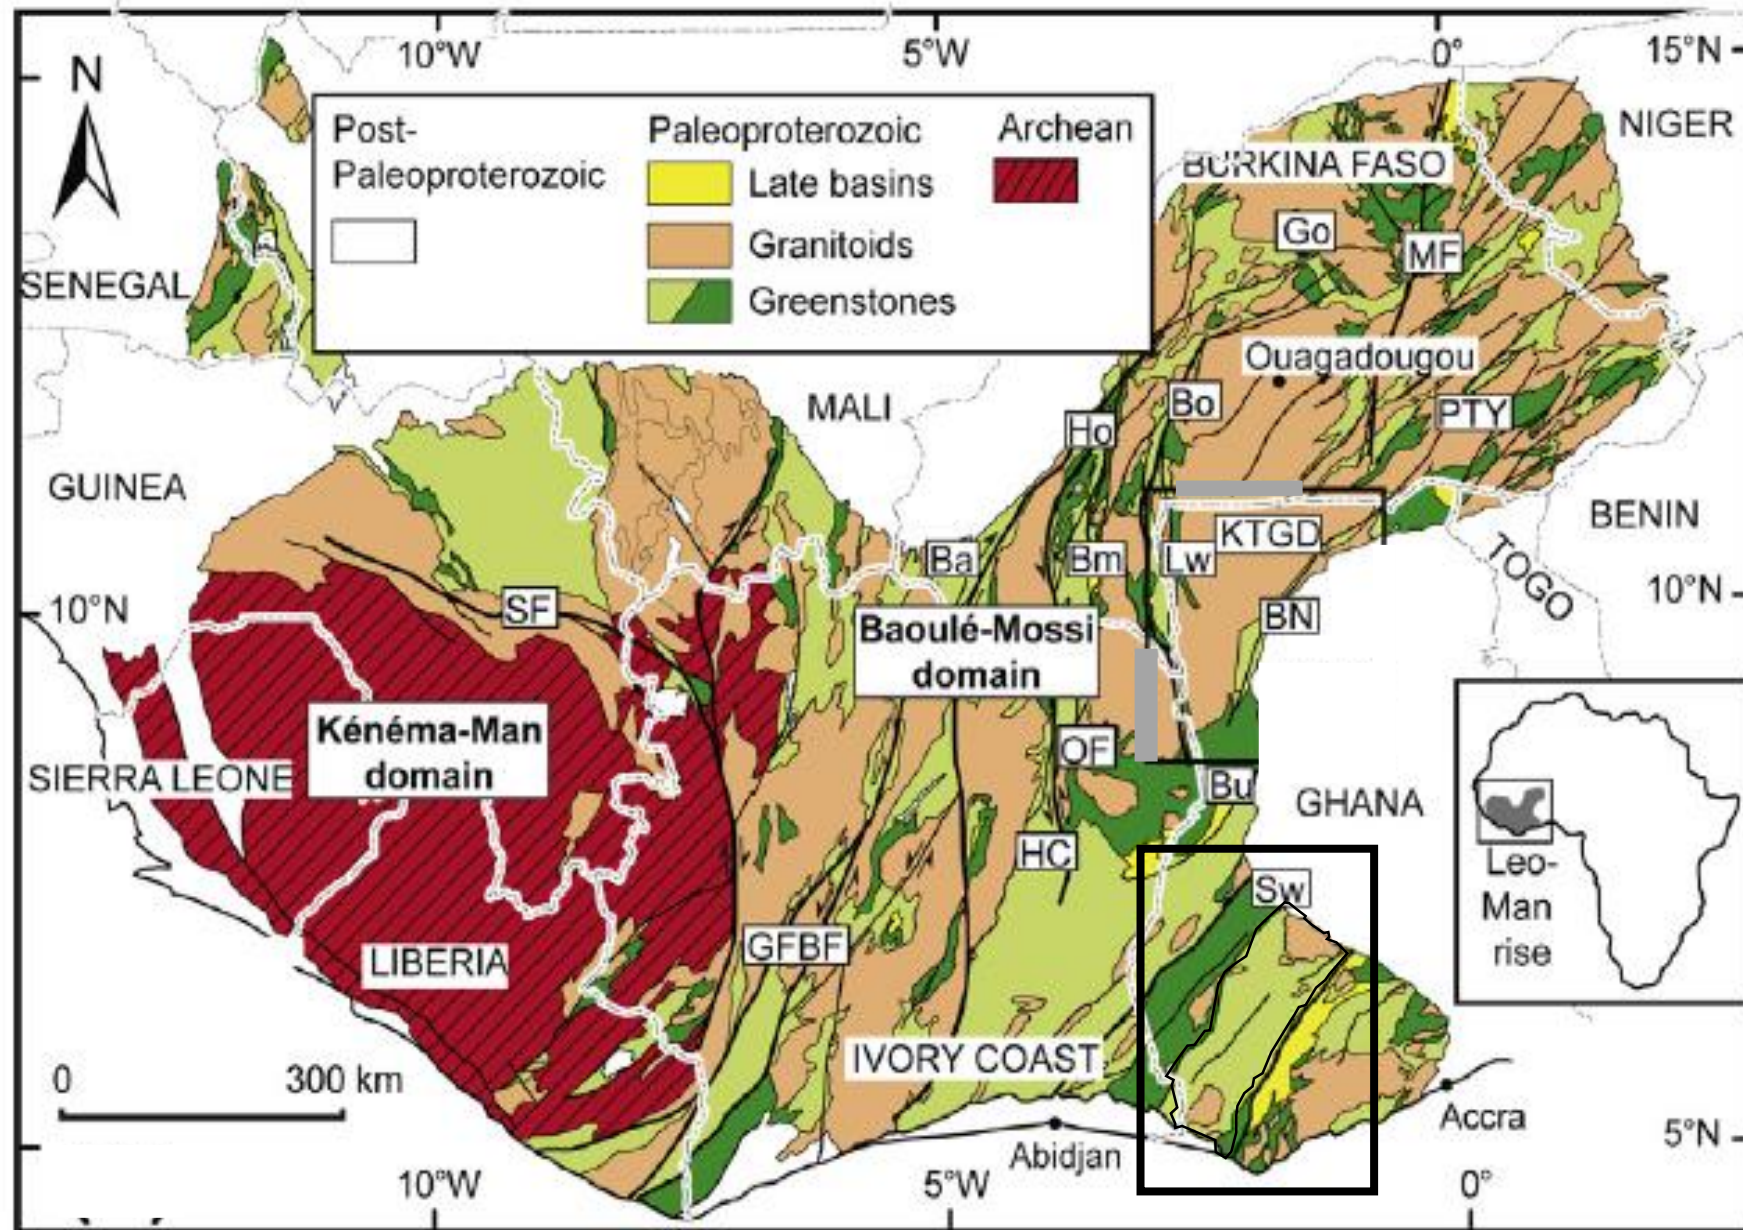 10°W
5°W
0°
15°N
N
NIGER
Post-
Paleoproterozoic
Paleoproterozoic
Late basins
Granitoids
Greenstones
Archean
BURKINA FASO
Go
MF
SENEGAL
Ouagadougou
MALI
Bo
Ho
PTY
GUINEA
BENIN
KTGD
Ba
Bm
Lw
TOGO
10°N
10°N
SF
BN
Baoulé-Mossi
domain
Kénéma-Man
domain
OF
SIERRA LEONE
Bu
GHANA
HC
Leo-
Man
rise
Sw
GFBF
LIBERIA
IVORY COAST
0
300 km
Accra
Abidjan
5°N
10°W
5°W
0°